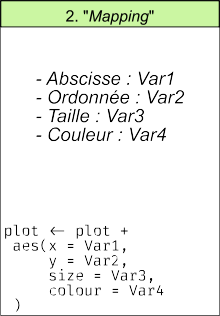 2. "Mapping"
- Abscisse : Var1
- Ordonnée : Var2
- Taille : Var3
- Couleur : Var4
plot ← plot +
aes(x = Var1,
y = Var2,
size = Var3,
colour = Var4
)